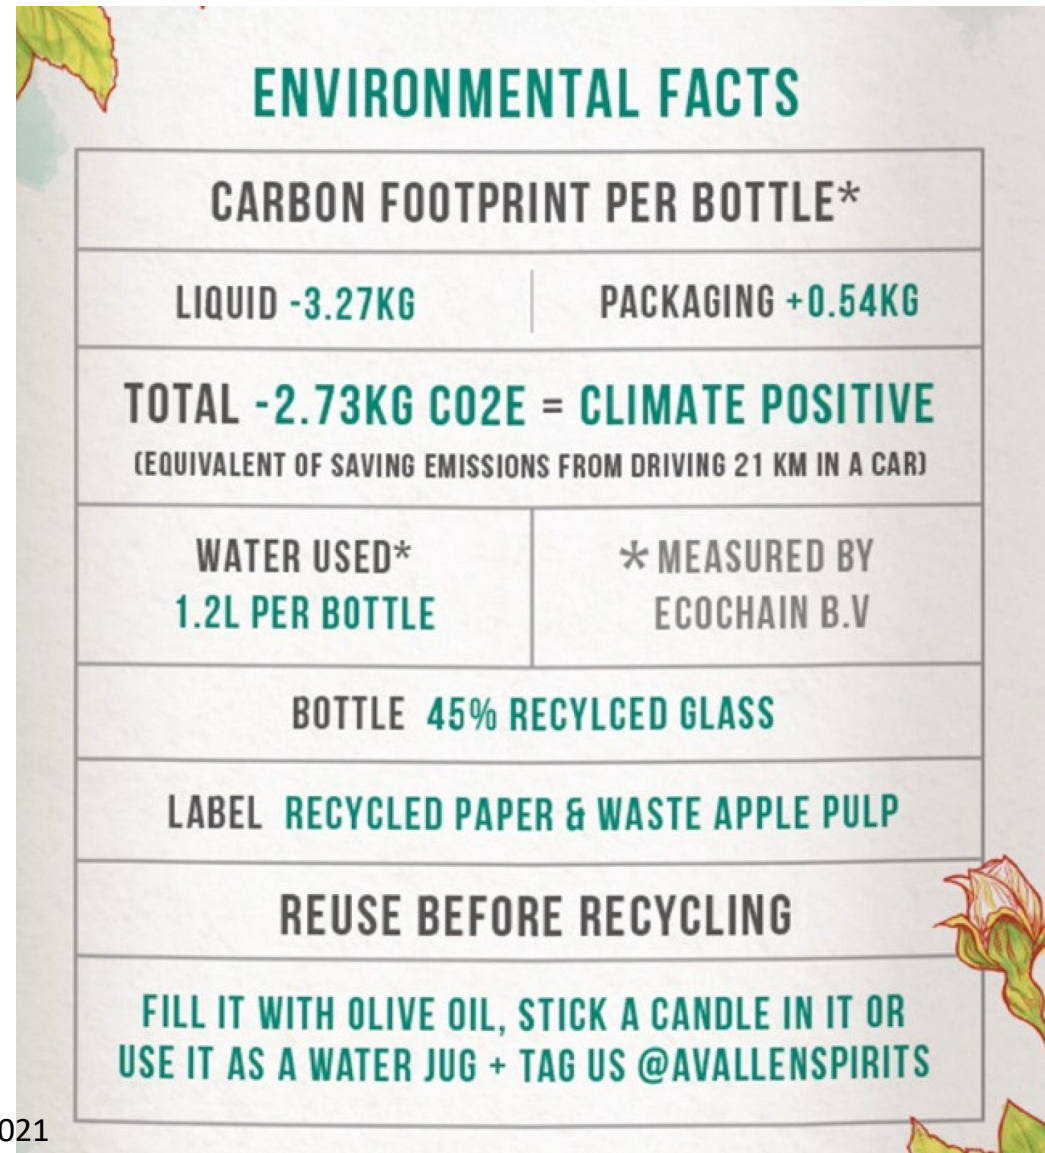 ENVIRONMENTAL FACTS
CARBON FOOTPRINT PER BOTTLE*
LIQUID -3.27KG
PACKAGING +0.54KG
TOTAL -2.73KG CO2E = CLIMATE POSITIVE
(EQUIVALENT OF SAVING EMISSIONS FROM DRIVING 21 KM IN A CAR)
WATER USED*
1.2L PER BOTTLE
*MEASURED BY
ECOCHAIN B.V
BOTTLE 45% RECYLCED GLASS
LABEL RECYCLED PAPER & WASTE APPLE PULP
REUSE BEFORE RECYCLING
FILL IT WITH OLIVE OIL, STICK A CANDLE IN IT OR
USE IT AS A WATER JUG + TAG US @AVALLENSPIRITS
021